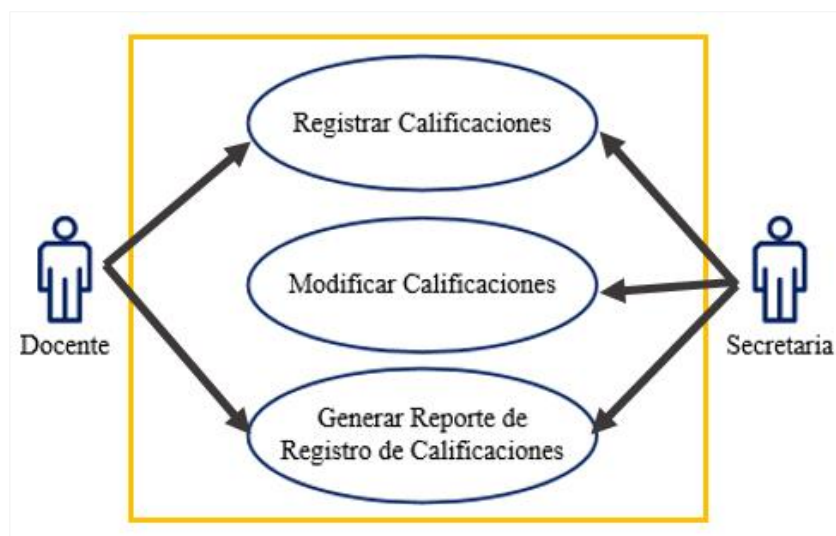 Registrar Calificaciones
Modificar Calificaciones
Docente
Secretaria
Generar Reporte de
Registro de Calificaciones